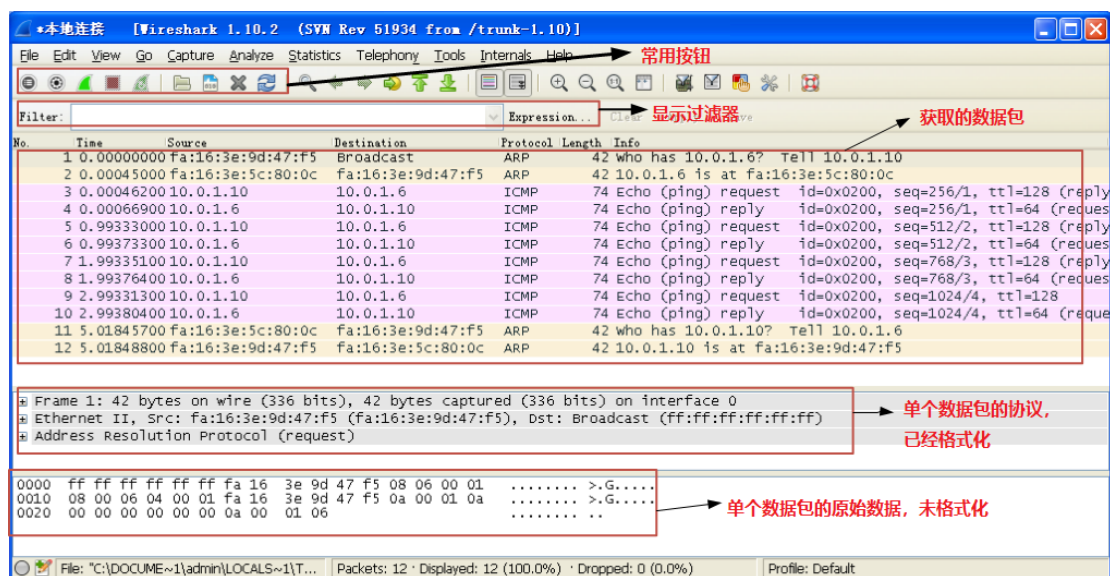 *本地连接 [Wireshark 1.10.2 (SVN Rev 51934 from /trunk-1.10)]
File Edit View Go Capture Analyze Statistics Telephony Tools Internals Help
常用按钮
Filter: Expression... Clear
显示过滤器
获取的数据包
No. Time Source Destination Protocol Length Info
1 0.00000000 fa:16:3e:9d:47:f5 Broadcast ARP 42 who has 10.0.1.6? Tell 10.0.1.10
2 0.00045000 fa:16:3e:5c:80:0c fa:16:3e:9d:47:f5 ARP 42 10.0.1.6 is at fa:16:3e:5c:80:0c
3 0.00046200 10.0.1.10 10.0.1.6 ICMP 74 Echo (ping) request id=0x0200, seq=256/1, ttl=128 (reply
4 0.00066900 10.0.1.6 10.0.1.10 ICMP 74 Echo (ping) reply id=0x0200, seq=256/1, ttl=64 (reques
5 0.99333000 10.0.1.10 10.0.1.6 ICMP 74 Echo (ping) request id=0x0200, seq=512/2, ttl=128 (reply
6 0.99373300 10.0.1.6 10.0.1.10 ICMP 74 Echo (ping) reply id=0x0200, seq=512/2, ttl=64 (reques
7 1.99335100 10.0.1.10 10.0.1.6 ICMP 74 Echo (ping) request id=0x0200, seq=768/3, ttl=128 (reply
8 1.99376400 10.0.1.6 10.0.1.10 ICMP 74 Echo (ping) reply id=0x0200, seq=768/3, ttl=64 (reques
9 2.99331300 10.0.1.10 10.0.1.6 ICMP 74 Echo (ping) request id=0x0200, seq=1024/4, ttl=128
10 2.99380400 10.0.1.6 10.0.1.10 ICMP 74 Echo (ping) reply id=0x0200, seq=1024/4, ttl=64 (reque
11 5.01845700 fa:16:3e:5c:80:0c fa:16:3e:9d:47:f5 ARP 42 who has 10.0.1.10? Tell 10.0.1.6
12 5.01848800 fa:16:3e:9d:47:f5 fa:16:3e:5c:80:0c ARP 42 10.0.1.10 is at fa:16:3e:9d:47:f5
Frame 1: 42 bytes on wire (336 bits), 42 bytes captured (336 bits) on interface 0
Ethernet II, Src: fa:16:3e:9d:47:f5 (fa:16:3e:9d:47:f5), Dst: Broadcast (ff:ff:ff:ff:ff:ff)
Address Resolution Protocol (request)
单个数据包的协议,
已经格式化
0000 ff ff ff ff ff ff fa 16 3e 9d 47 f5 08 06 00 01 ........ >.G.....
0010 08 00 06 04 00 01 fa 16 3e 9d 47 f5 0a 00 01 0a ........ >.G.....
0020 00 00 00 00 00 00 0a 00 01 06 ........ ..
单个数据包的原始数据, 未格式化
File: "C:\DOCUME~1\admin\LOCALS~1\T... Packets: 12 · Displayed: 12 (100.0%) · Dropped: 0 (0.0%) Profile: Default